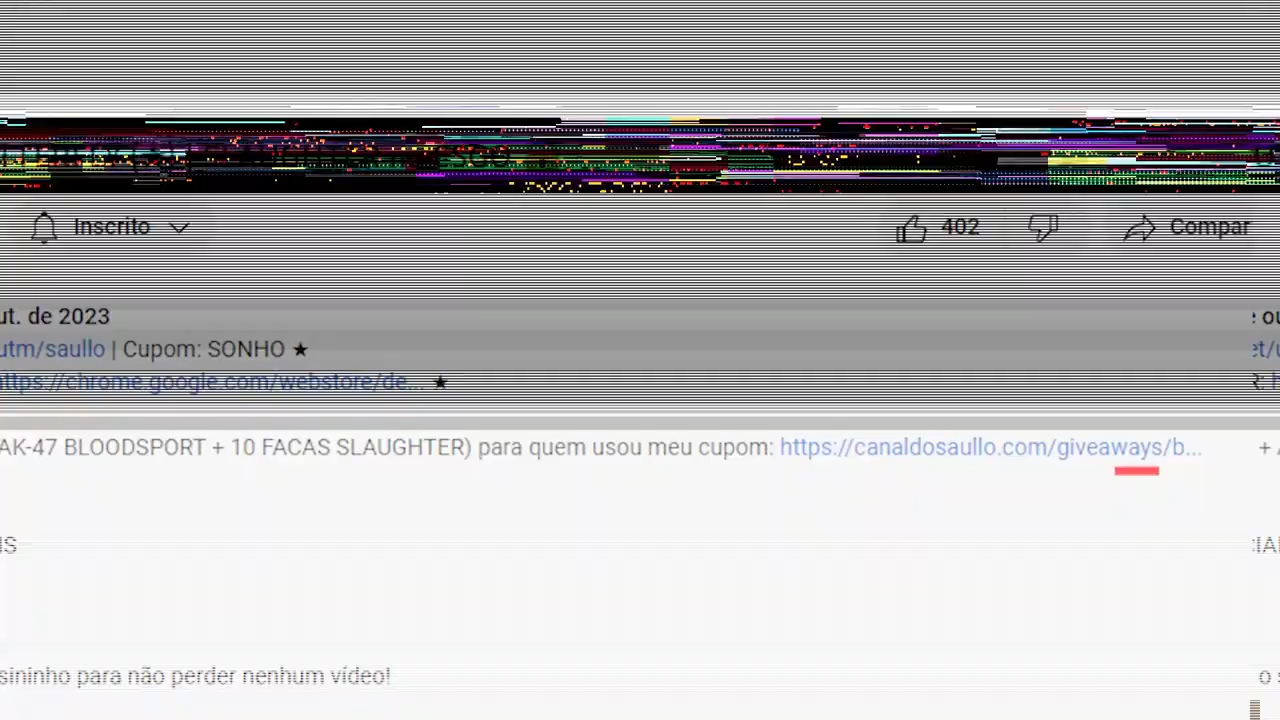 Inscrito 402 Compar
ut. de 2023
utm/saullo | Cupom: SONHO ★
https://chrome.google.com/webstore/de... ★
AK-47 BLOODSPORT + 10 FACAS SLAUGHTER) para quem usou meu cupom: https://canaldosaullo.com/giveaways/b...
sininho para não perder nenhum vídeo!